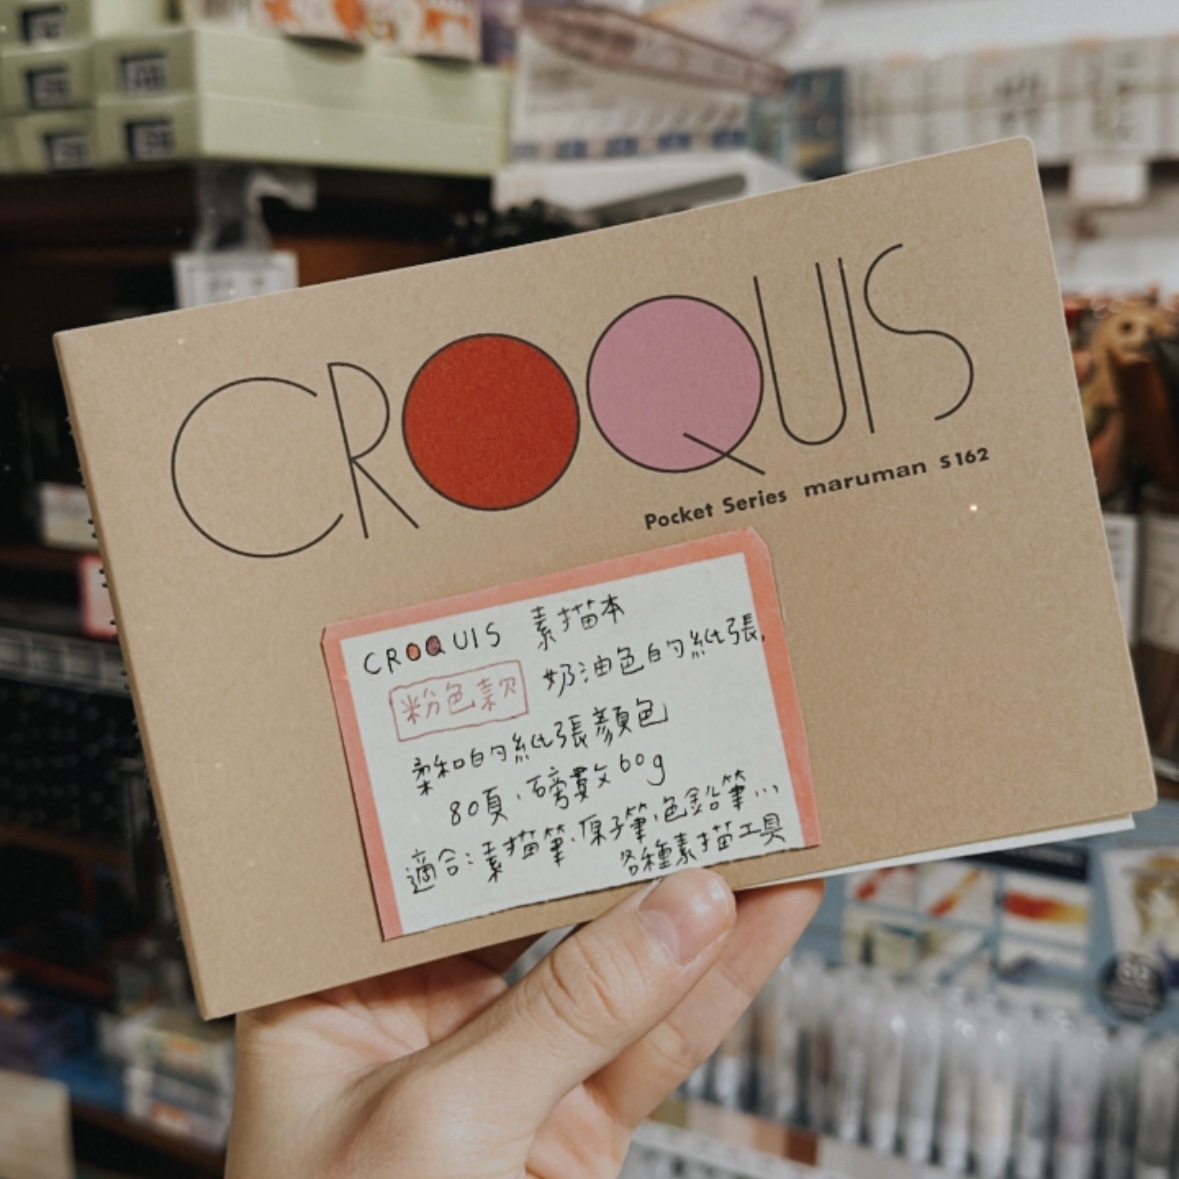 CROQUIS
Pocket Series maruman S162
CROQUIS 素描本
粉色款 奶油色的紙張,
柔和的紙張顏色
80頁、磅數60g
適合:素描筆、原子筆、色鉛筆...
各種素描工具